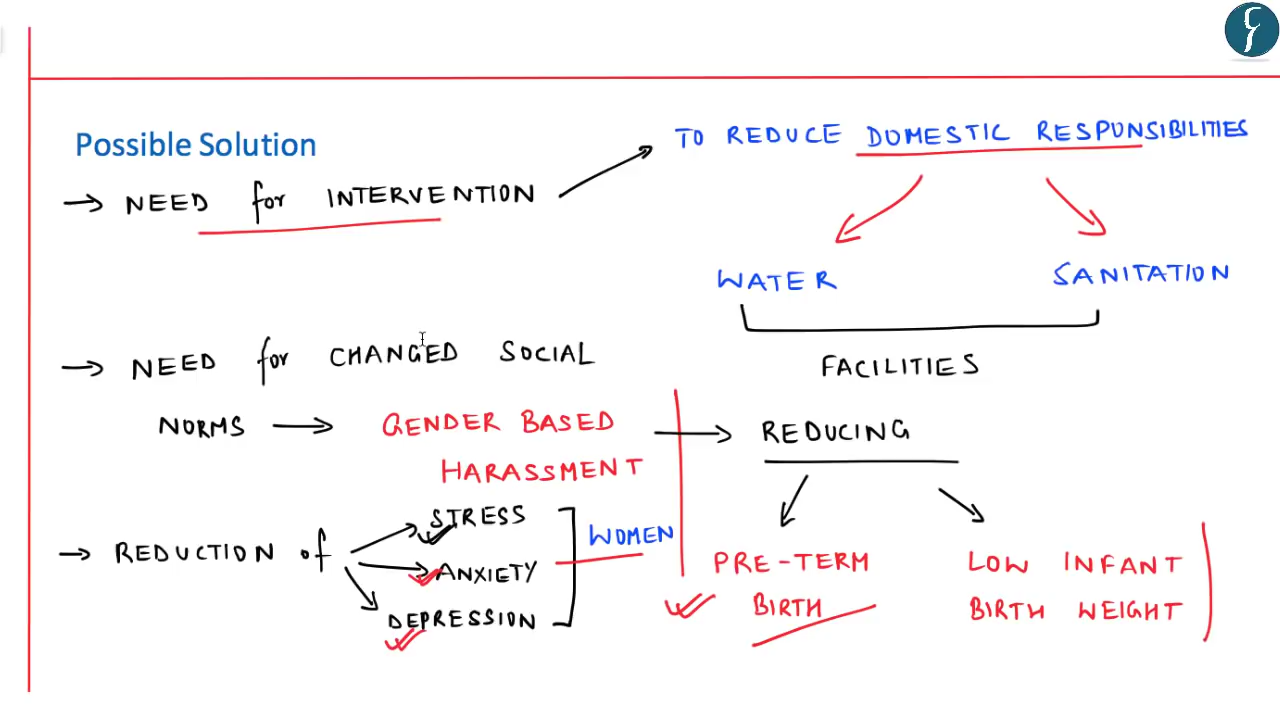 Possible Solution
→ NEED for INTERVENTION
TO REDUCE DOMESTIC RESPONSIBILITIES
WATER
SANITATION
FACILITIES
→ NEED for CHANGED SOCIAL
NORMS → GENDER BASED
HARASSMENT
→ REDUCTION of
STRESS
ANXIETY
DEPRESSION
WOMEN
→ REDUCING
PRE-TERM
BIRTH
LOW INFANT
BIRTH WEIGHT